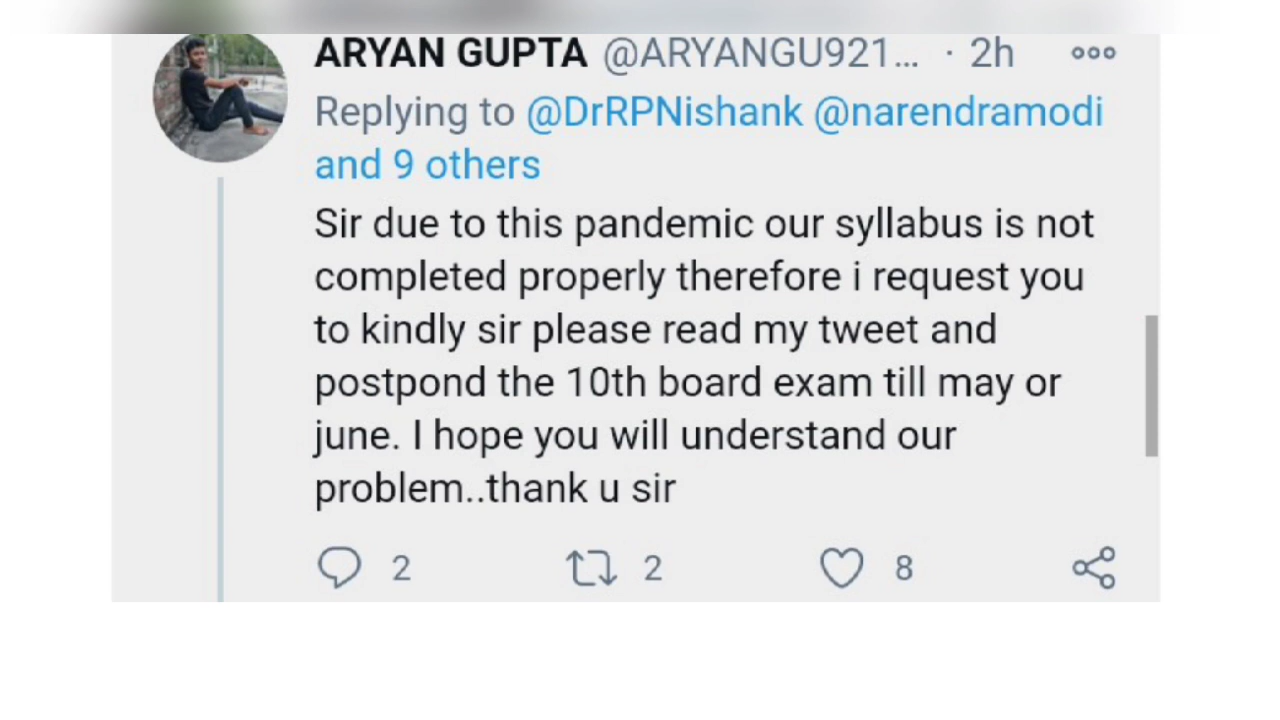 ARYAN GUPTA @ARYANGU921... · 2h
Replying to @DrRPNishank @narendramodi
and 9 others
Sir due to this pandemic our syllabus is not
completed properly therefore i request you
to kindly sir please read my tweet and
postpond the 10th board exam till may or
june. I hope you will understand our
problem..thank u sir
2 2 8